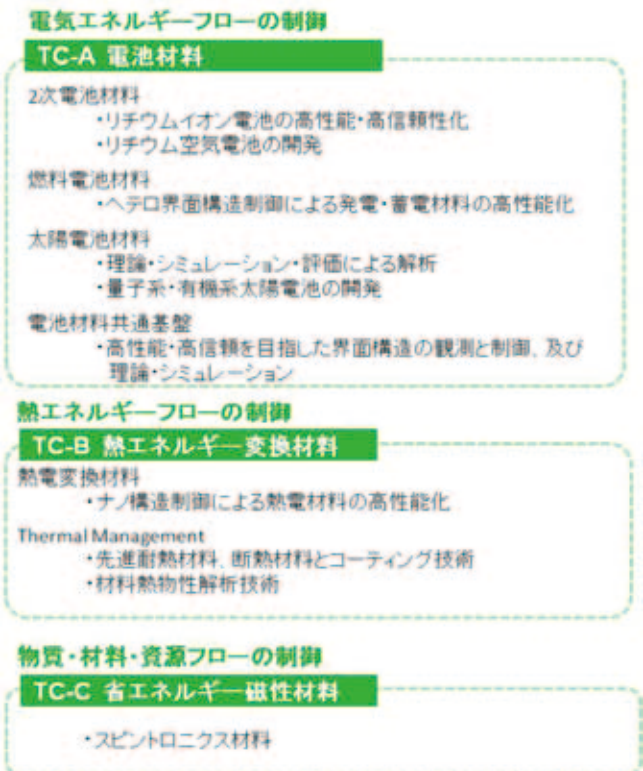 電気エネルギーフローの制御
TC-A 電池材料
2次電池材料
・リチウムイオン電池の高性能・高信頼性化
・リチウム空気電池の開発
燃料電池材料
・ヘテロ界面構造制御による発電・蓄電材料の高性能化
太陽電池材料
・理論・シミュレーション・評価による解析
・量子系・有機系太陽電池の開発
電池材料共通基盤
・高性能・高信頼を目指した界面構造の観測と制御、及び
理論・シミュレーション
熱エネルギーフローの制御
TC-B 熱エネルギー変換材料
熱電変換材料
・ナノ構造制御による熱電材料の高性能化
Thermal Management
・先進耐熱材料、断熱材料とコーティング技術
・材料熱物性解析技術
物質・材料・資源フローの制御
TC-C 省エネルギー磁性材料
・スピントロニクス材料